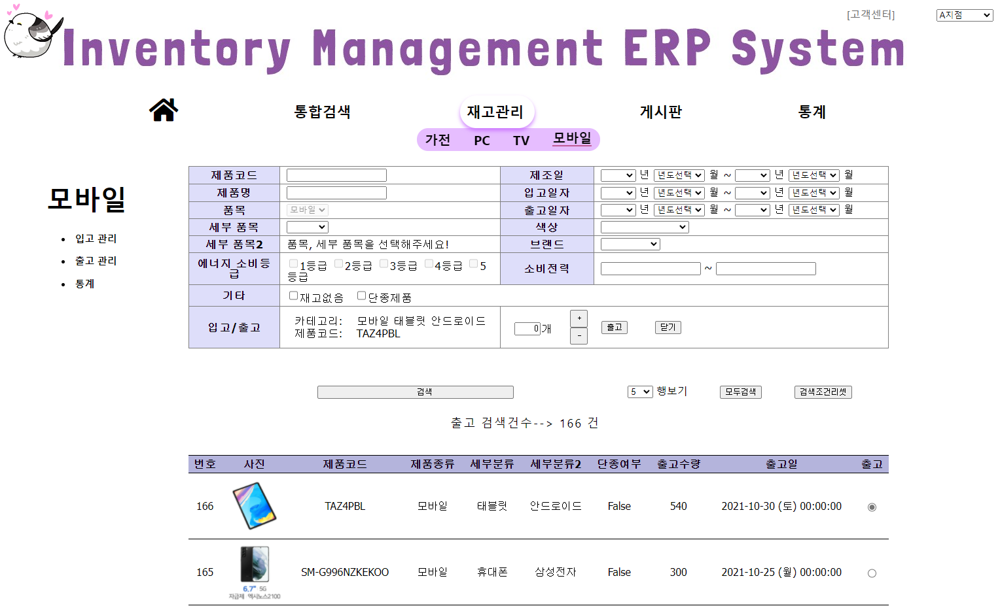 [고객센터] A지점
Inventory Management ERP System
통합검색 재고관리 게시판 통계
가전 PC TV 모바일
모바일
입고 관리
출고 관리
통계
제품코드 제조일 년 년도선택 월 ~ 년 년도선택 월
제품명 입고일자 년 년도선택 월 ~ 년 년도선택 월
품목 모바일 출고일자 년 년도선택 월 ~ 년 년도선택 월
세부 품목 색상
세부 품목2 품목, 세부 품목을 선택해주세요! 브랜드
에너지 소비등
급 1등급 2등급 3등급 4등급 5
등급 소비전력 ~
기타 재고없음 단종제품
입고/출고 카테고리: 모바일 태블릿 안드로이드
제품코드: TAZ4PBL
0개 + - 출고 닫기
검색 5 행보기 모두검색 검색조건리셋
출고 검색건수--> 166 건
번호 사진 제품코드 제품종류 세부분류 세부분류2 단종여부 출고수량 출고일 출고
166 TAZ4PBL 모바일 태블릿 안드로이드 False 540 2021-10-30 (토) 00:00:00
165 SM-G996NZKEKOO 모바일 휴대폰 삼성전자 False 300 2021-10-25 (월) 00:00:00
6.7" 5G
자급제 엑시노스2100